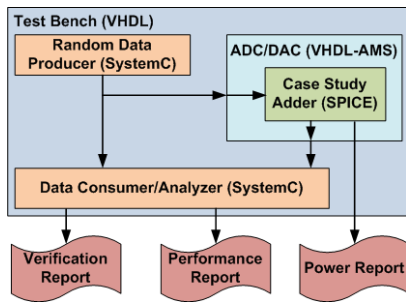 Test Bench (VHDL)
Random Data
Producer (SystemC)
ADC/DAC (VHDL-AMS)
Case Study
Adder (SPICE)
Data Consumer/Analyzer (SystemC)
Verification
Report
Performance
Report
Power Report